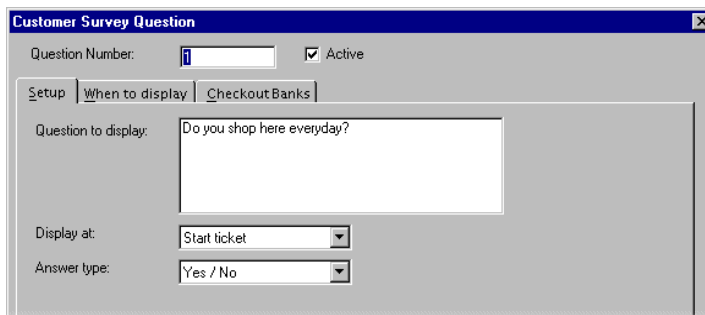 Customer Survey Question
Question Number: 1 Active
Setup When to display Checkout Banks
Question to display: Do you shop here everyday?
Display at: Start ticket
Answer type: Yes / No